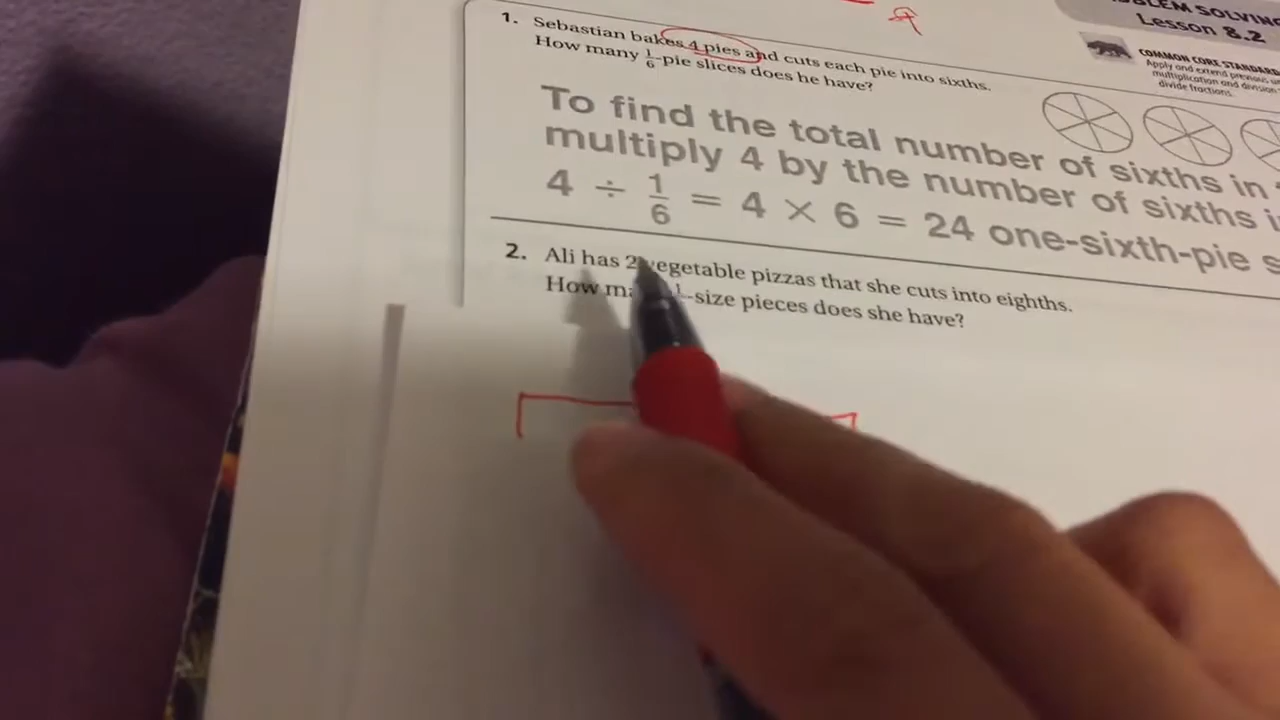 SOLVING
Lesson 8.2
COMMON CORE STANDARD
Apply and extend previous
multiplication and division
divide fractions.
1. Sebastian bakes 4 pies and cuts each pie into sixths.
How many 1/6-pie slices does he have?
To find the total number of sixths in
multiply 4 by the number of sixths
4 ÷ 1/6 = 4 × 6 = 24 one-sixth-pie
2. Ali has 2 vegetable pizzas that she cuts into eighths.
How -size pieces does she have?